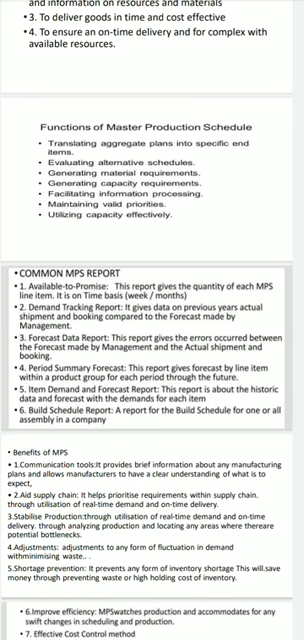 and information on resources and materials
• 3. To deliver goods in time and cost effective
• 4. To ensure an on-time delivery and for complex with
available resources.
Functions of Master Production Schedule
• Translating aggregate plans into specific end
items.
• Evaluating alternative schedules.
• Generating material requirements.
• Generating capacity requirements.
• Facilitating information processing.
• Maintaining valid priorities.
• Utilizing capacity effectively.
• COMMON MPS REPORT
• 1. Available-to-Promise: This report gives the quantity of each MPS
line item. It is on Time basis (week / months)
• 2. Demand Tracking Report: It gives data on previous years actual
shipment and booking compared to the Forecast made by
Management.
• 3. Forecast Data Report: This report gives the errors occurred between
the Forecast made by Management and the Actual shipment and
booking.
• 4. Period Summary Forecast: This report gives forecast by line item
within a product group for each period through the future.
• 5. Item Demand and Forecast Report: This report is about the historic
data and forecast with the demands for each item
• 6. Build Schedule Report: A report for the Build Schedule for one or all
assembly in a company
• Benefits of MPS
• 1.Communication tools:It provides brief information about any manufacturing
plans and allows manufacturers to have a clear understanding of what is to
expect,
• 2.Aid supply chain: It helps prioritise requirements within supply chain.
through utilisation of real-time demand and on-time delivery.
3.Stabilise Production:through utilisation of real-time demand and on-time
delivery. through analyzing production and locating any areas where thereare
potential bottlenecks.
4.Adjustments: adjustments to any form of fluctuation in demand
withminimising waste.. .
5.Shortage prevention: It prevents any form of inventory shortage This will.save
money through preventing waste or high holding cost of inventory.
• 6.Improve efficiency: MPSwatches production and accommodates for any
swift changes in scheduling and production.
• 7. Effective Cost Control method